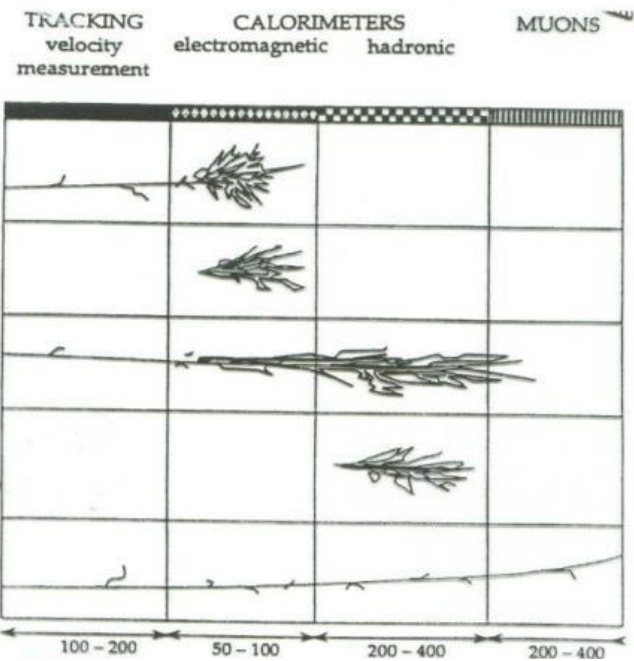 TRACKING
velocity
measurement
CALORIMETERS
electromagnetic hadronic
MUONS
100 – 200
50 – 100
200 – 400
200 – 400